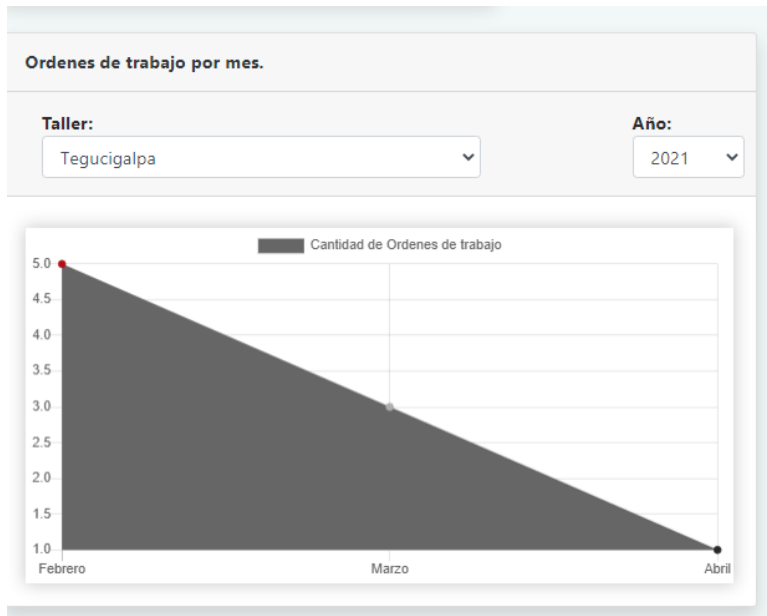 Ordenes de trabajo por mes.
Taller: Año:
Tegucigalpa 2021
Cantidad de Ordenes de trabajo
5.0
4.5
4.0
3.5
3.0
2.5
2.0
1.5
1.0
Febrero Marzo Abril